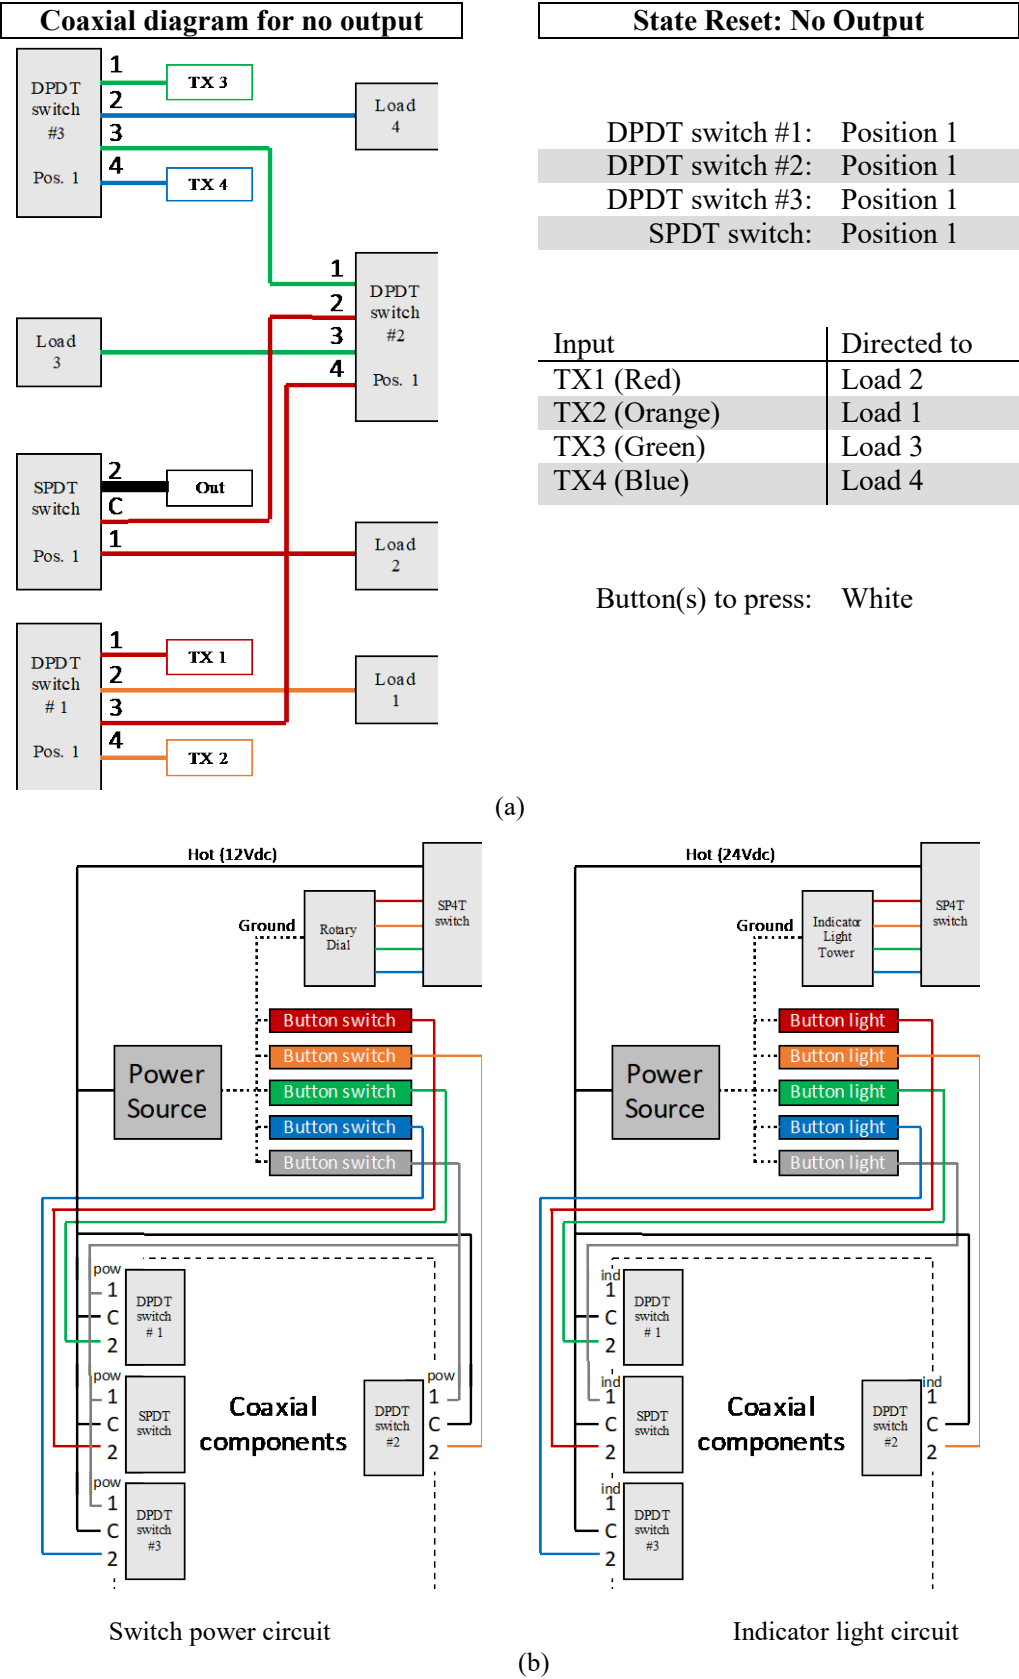 Coaxial diagram for no output
DPDT
switch
#3
Pos. 1
1
2
3
4
TX 3
TX 4
Load
4
1
2
3
4
DPDT
switch
#2
Pos. 1
Load
3
SPDT
switch
Pos. 1
2
C
1
Out
Load
2
DPDT
switch
# 1
Pos. 1
1
2
3
4
TX 1
TX 2
Load
1
State Reset: No Output
DPDT switch #1: Position 1
DPDT switch #2: Position 1
DPDT switch #3: Position 1
SPDT switch: Position 1
Input Directed to
TX1 (Red) Load 2
TX2 (Orange) Load 1
TX3 (Green) Load 3
TX4 (Blue) Load 4
Button(s) to press: White
(a)
Hot (12Vdc)
SP4T
switch
Ground
Rotary
Dial
Button switch
Button switch
Button switch
Button switch
Button switch
Power
Source
pow
1
C
2
DPDT
switch
# 1
pow
1
C
2
SPDT
switch
pow
1
C
2
DPDT
switch
#3
Coaxial
components
DPDT
switch
#2
pow
1
C
2
Switch power circuit
Hot (24Vdc)
SP4T
switch
Ground
Indicator
Light
Tower
Button light
Button light
Button light
Button light
Button light
Power
Source
ind
1
C
2
DPDT
switch
# 1
ind
1
C
2
SPDT
switch
ind
1
C
2
DPDT
switch
#3
Coaxial
components
DPDT
switch
#2
ind
1
C
2
Indicator light circuit
(b)